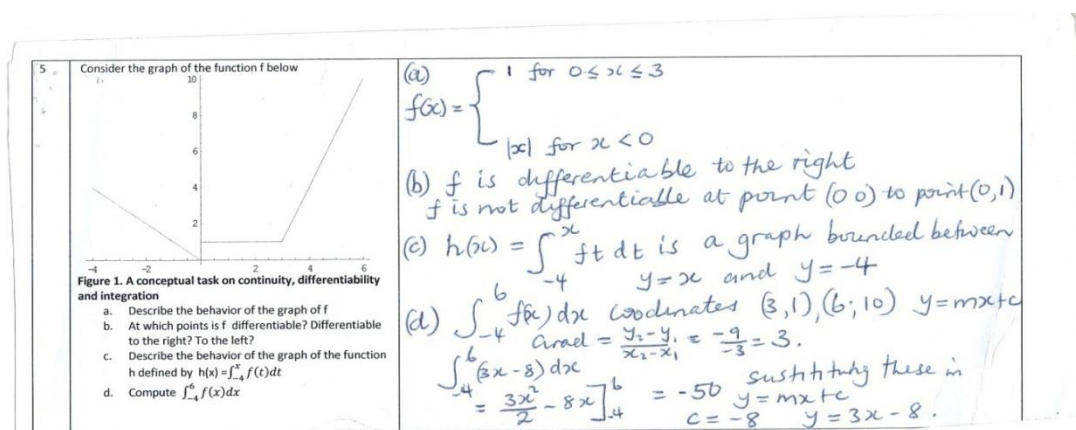 5.
Consider the graph of the function f below
10
8
6
4
2
-4 -2 2 4 6
Figure 1. A conceptual task on continuity, differentiability
and integration
a. Describe the behavior of the graph of f
b. At which points is f differentiable? Differentiable
to the right? To the left?
c. Describe the behavior of the graph of the function
h defined by h(x) =∫₋₄ˣ f(t)dt
d. Compute ∫₋₄⁶ f(x)dx
(a) 1 for 0≤x≤3
f(x) = {
|x| for x <0
(b) f is differentiable to the right
f is not differentiable at point (0 0) to point (0,1)
(c) h(x) = ∫₋₄ˣ ft dt is a graph bounded between
y=x and y=-4
(d) ∫₋₄⁶ f(x) dx Coodinates (3,1), (6; 10) y=mx+c
Grad = y₂-y₁/x₂-x₁ = -9/-3 = 3.
∫₋₄⁶ (3x-8) dx
sustituting these in
= 3x²/2 - 8x]₋₄⁶ = -50 y=mx+c
c=-8 y=3x-8.